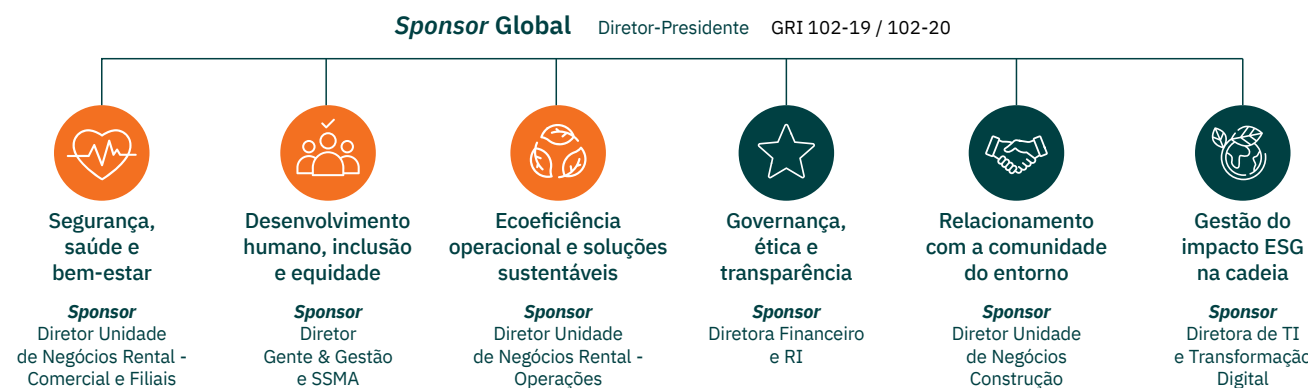 Sponsor Global Diretor-Presidente GRI 102-19 / 102-20
Segurança,
saúde e
bem-estar
Sponsor
Diretor Unidade
de Negócios Rental -
Comercial e Filiais
Desenvolvimento
humano, inclusão
e equidade
Sponsor
Diretor
Gente & Gestão
e SSMA
Ecoeficiência
operacional e soluções
sustentáveis
Sponsor
Diretor Unidade
de Negócios Rental -
Operações
Governança,
ética e
transparência
Sponsor
Diretora Financeiro
e RI
Relacionamento
com a comunidade
do entorno
Sponsor
Diretor Unidade
de Negócios
Construção
Gestão do
impacto ESG
na cadeia
Sponsor
Diretora de TI
e Transformação
Digital